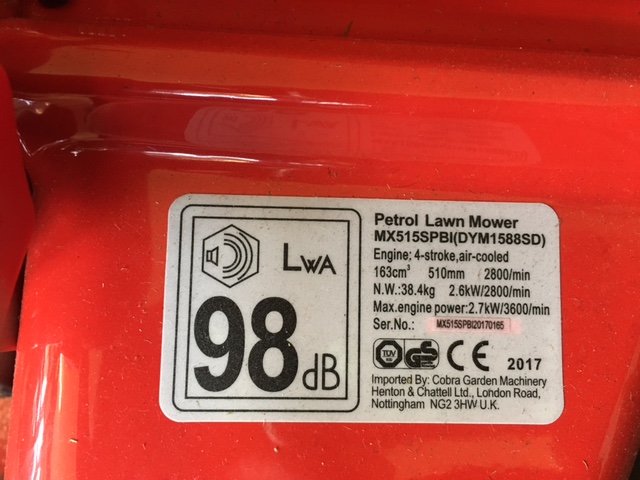 LWA
98 dB
Petrol Lawn Mower
MX515SPBI(DYM1588SD)
Engine; 4-stroke,air-cooled
163cm³ 510mm 2800/min
N.W.:38.4kg 2.6kW/2800/min
Max.engine power:2.7kW/3600/min
Ser.No.: MX515SPBI20170165
TÜV GS CE 2017
Imported By: Cobra Garden Machinery
Henton & Chattell Ltd., London Road,
Nottingham NG2 3HW U.K.